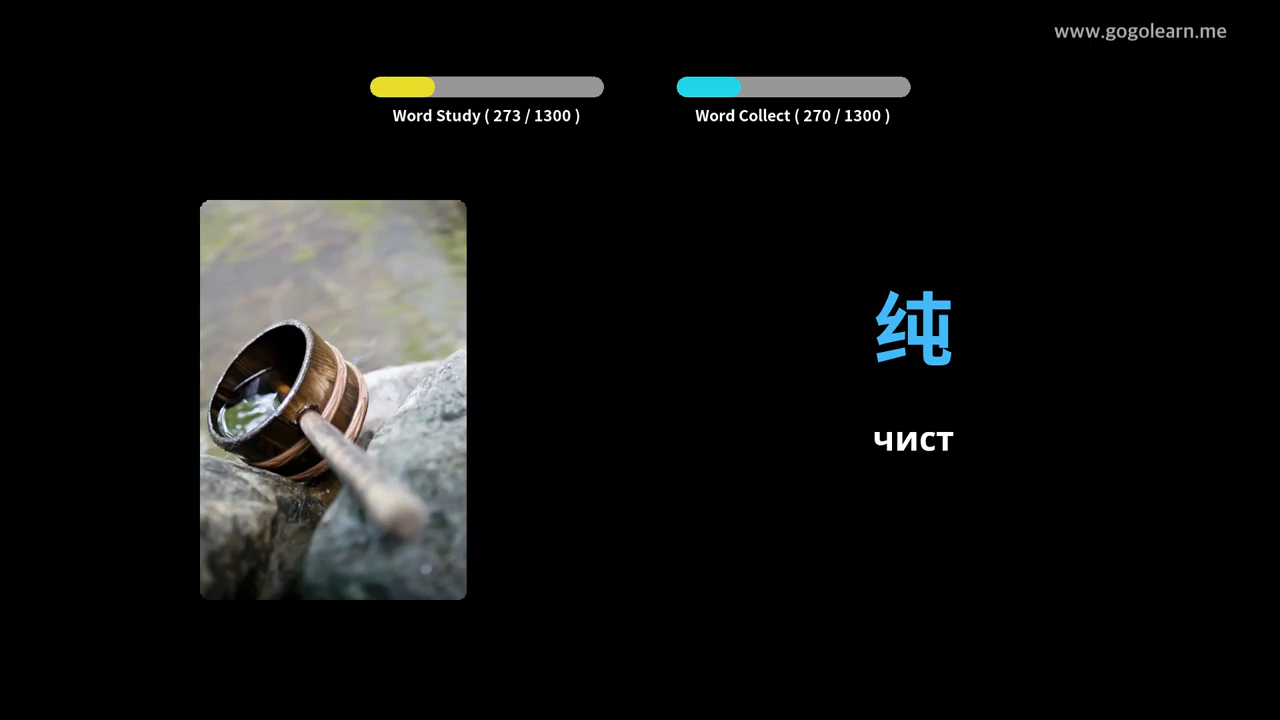 www.gogolearn.me
Word Study ( 273 / 1300 )
Word Collect ( 270 / 1300 )
纯
чист